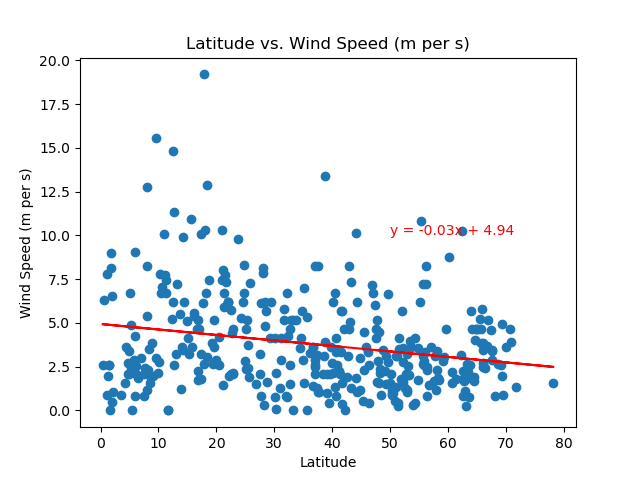 Latitude vs. Wind Speed (m per s)
20.0
17.5
15.0
12.5
10.0
7.5
5.0
2.5
0.0
Wind Speed (m per s)
y = -0.03x + 4.94
0 10 20 30 40 50 60 70 80
Latitude